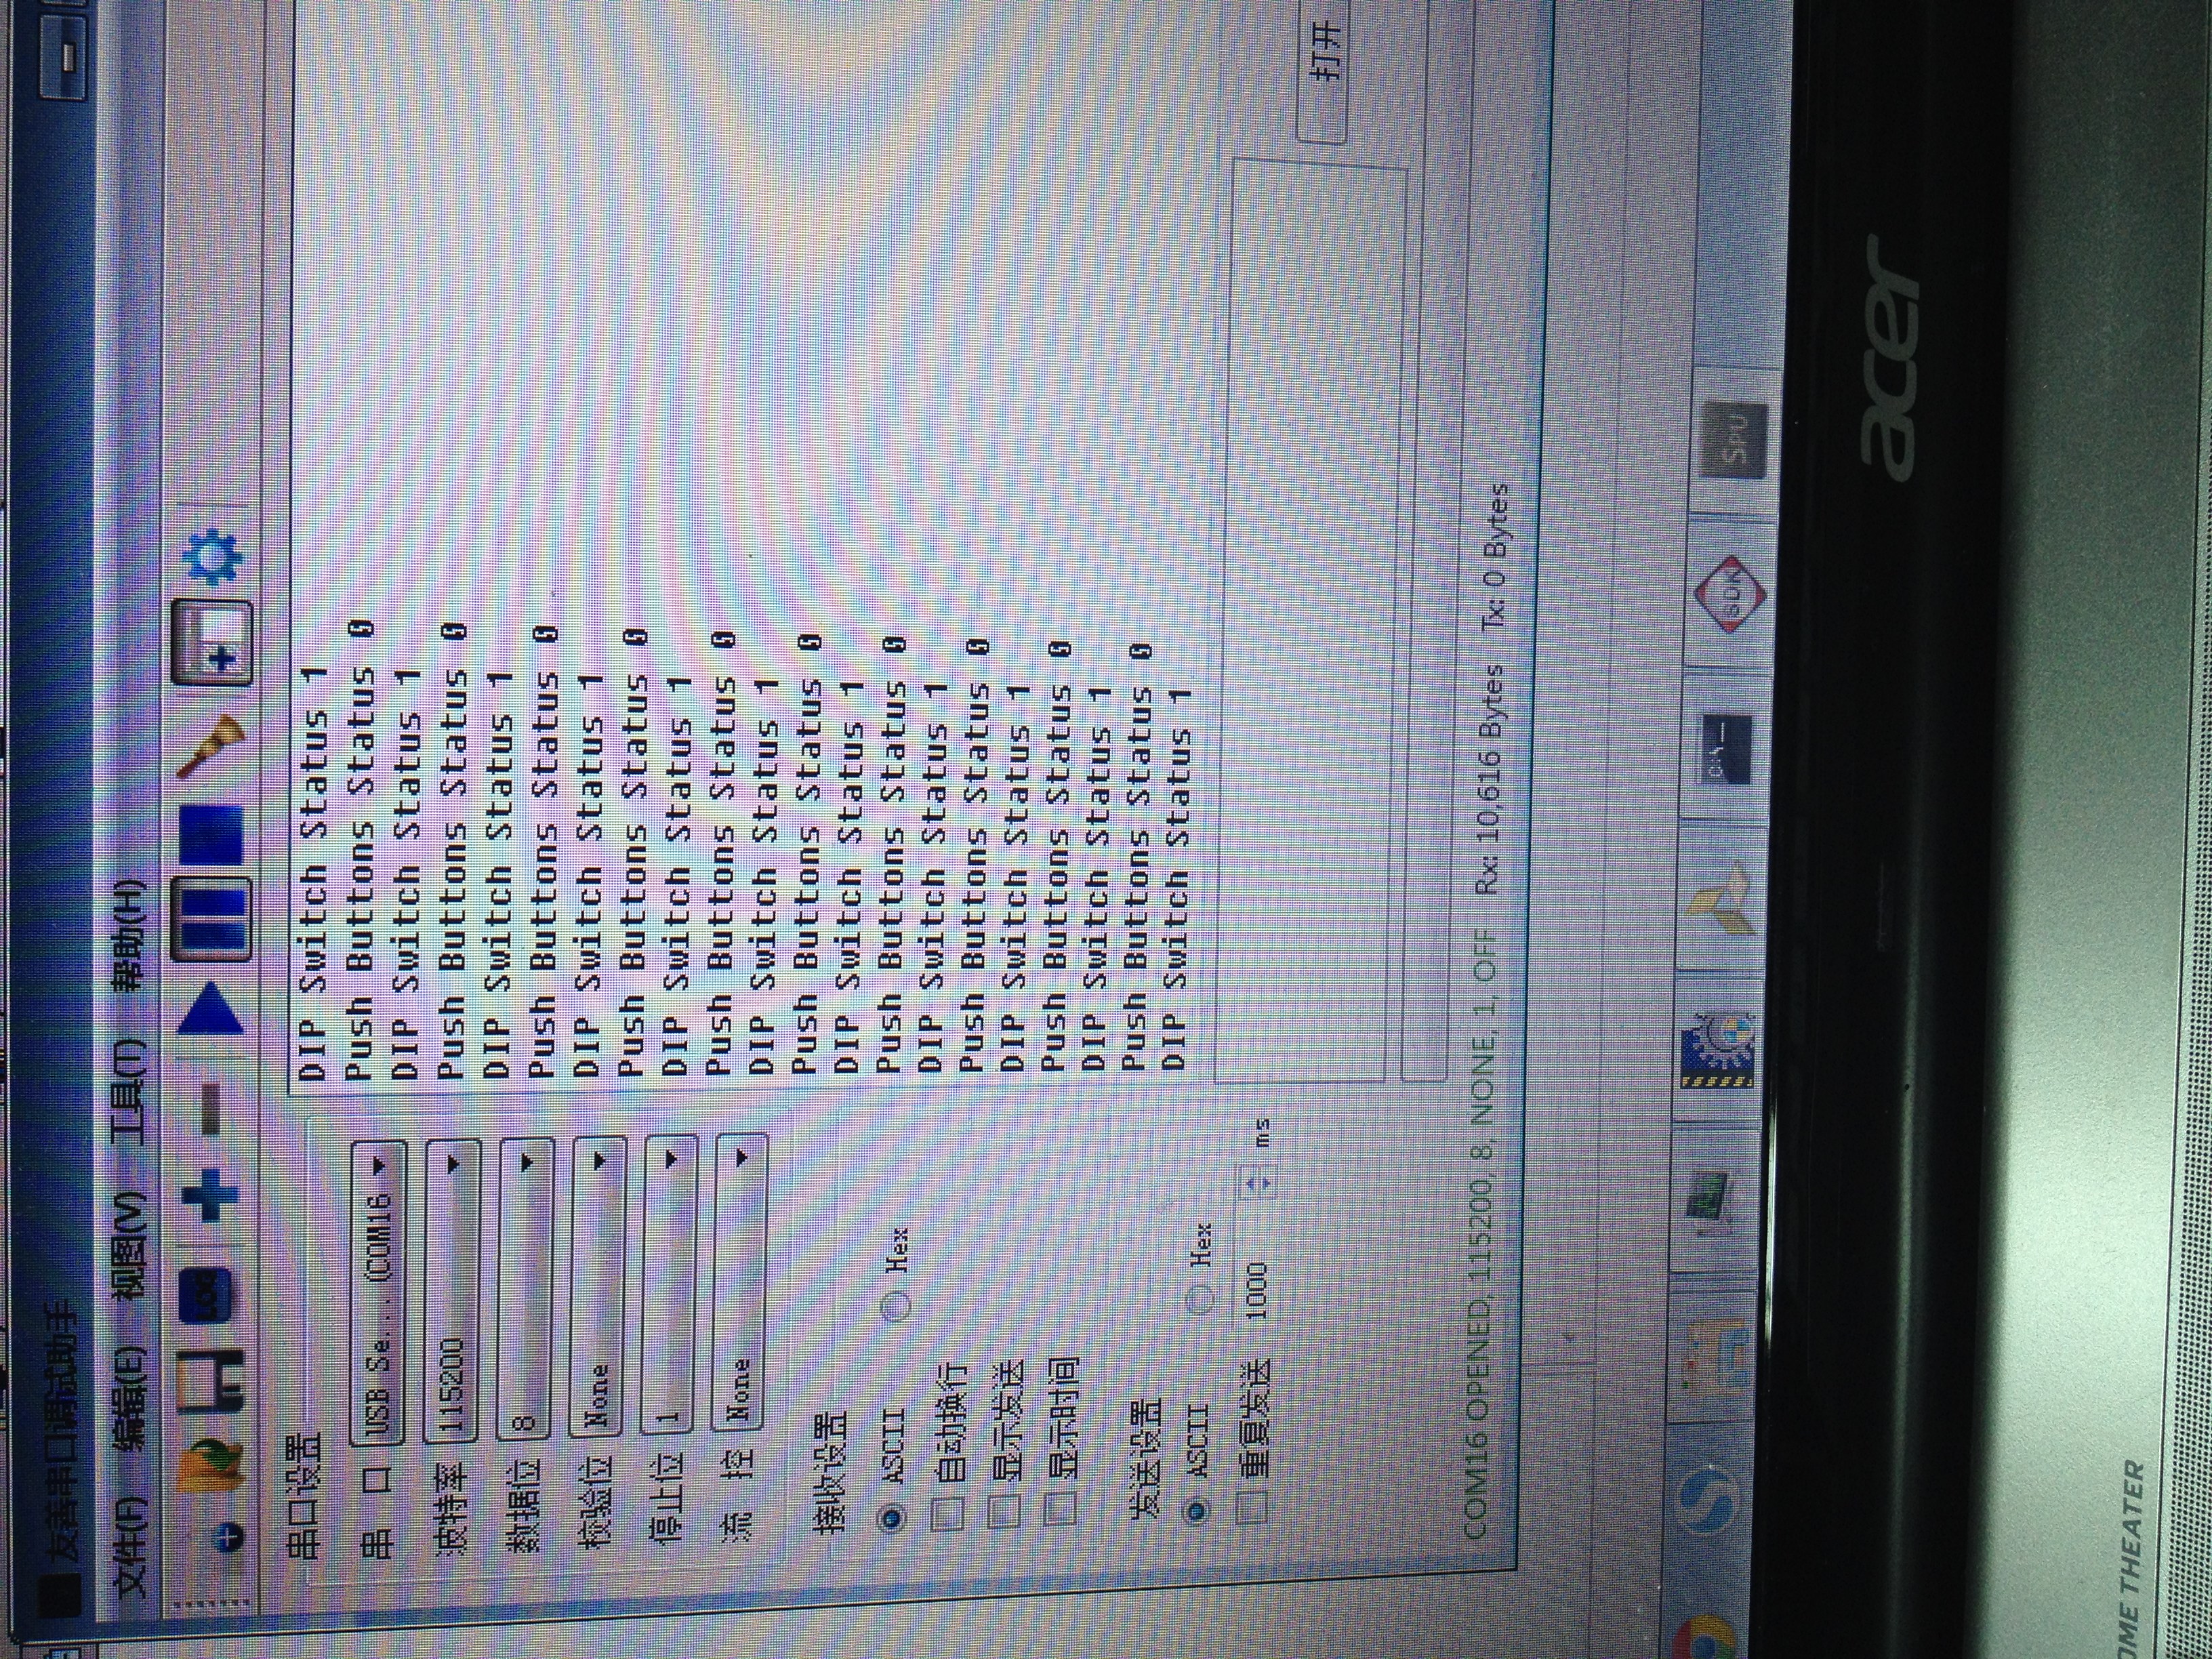 友善串口调试助手
文件(F) 编辑(E) 视图(V) 工具(T) 帮助(H)
LOG
串口设置
串 口 USB Se... (COM16
波特率 115200
数据位 8
校验位 None
停止位 1
流 控 None
接收设置
ASCII Hex
自动换行
显示发送
显示时间
发送设置
ASCII Hex
重复发送 1000 ms
DIP Switch Status 1
Push Buttons Status 0
DIP Switch Status 1
Push Buttons Status 0
DIP Switch Status 1
Push Buttons Status 0
DIP Switch Status 1
Push Buttons Status 0
DIP Switch Status 1
Push Buttons Status 0
DIP Switch Status 1
Push Buttons Status 0
DIP Switch Status 1
Push Buttons Status 0
DIP Switch Status 1
Push Buttons Status 0
DIP Switch Status 1
Push Buttons Status 0
DIP Switch Status 1
Push Buttons Status 0
DIP Switch Status 1
打开
COM16 OPENED, 115200, 8, NONE, 1, OFF Rx: 10,616 Bytes Tx: 0 Bytes
C:\_ SDK SPU
acer
OME THEATER